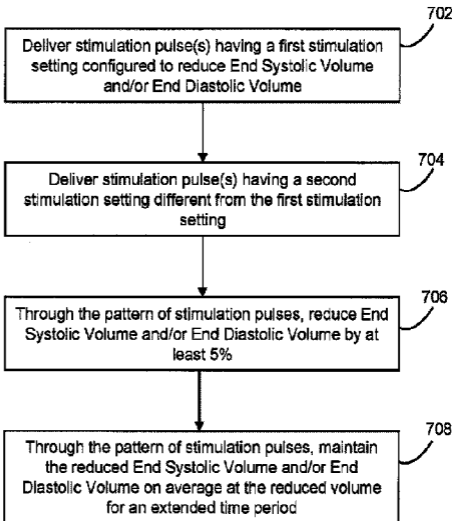 702
Deliver stimulation pulse(s) having a first stimulation
setting configured to reduce End Systolic Volume
and/or End Diastolic Volume
704
Deliver stimulation pulse(s) having a second
stimulation setting different from the first stimulation
setting
706
Through the pattern of stimulation pulses, reduce End
Systolic Volume and/or End Diastolic Volume by at
least 5%
708
Through the pattern of stimulation pulses, maintain
the reduced End Systolic Volume and/or End
Diastolic Volume on average at the reduced volume
for an extended time period